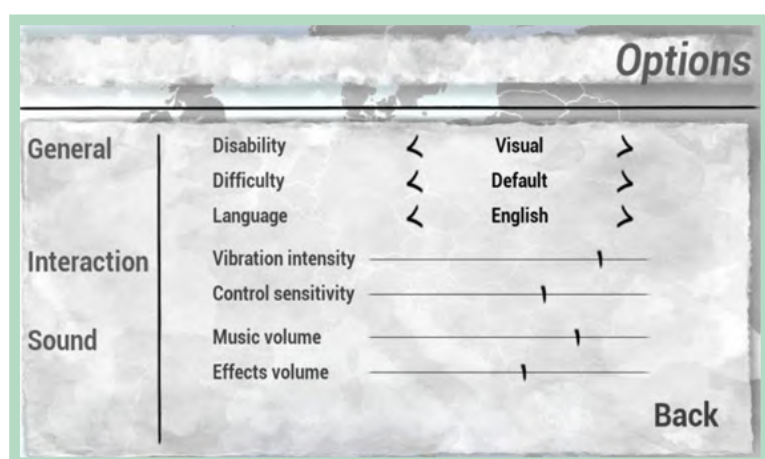 Options
General
Disability < Visual >
Difficulty < Default >
Language < English >
Interaction
Vibration intensity
Control sensitivity
Sound
Music volume
Effects volume
Back